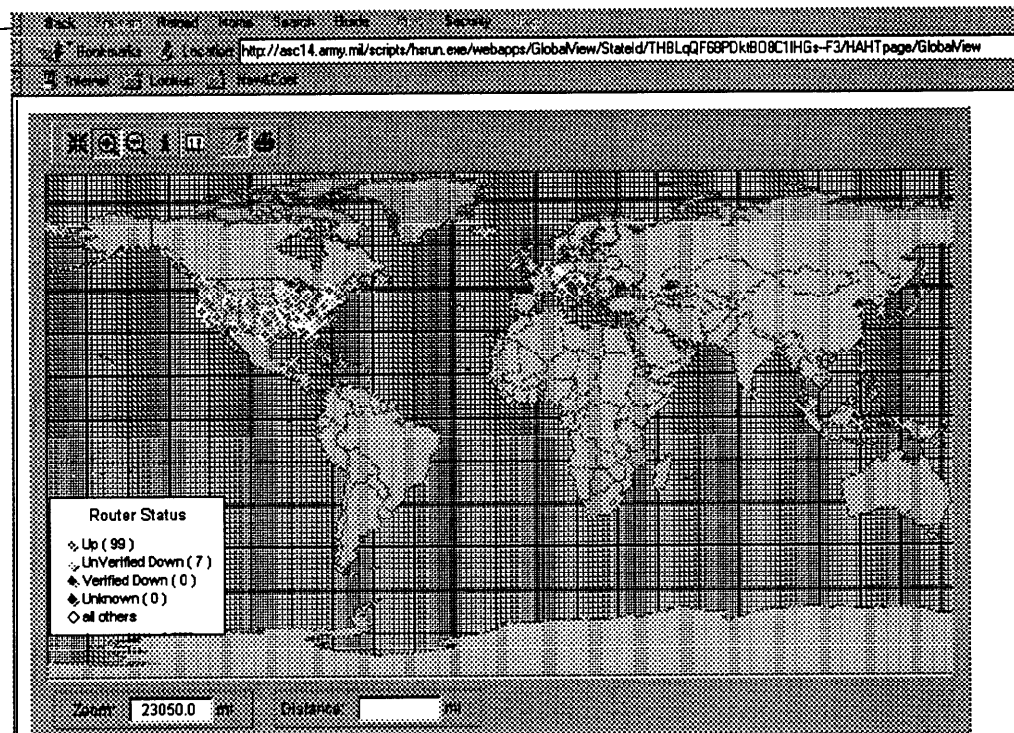 Back Reload Home Search Guide Security
Bookmarks Location http://asc14.army.mil/scripts/hsrun.exe/webapps/GlobalView/StateId/THBLqQF69PDktBO8C1IHGs--F3/HAHTpage/GlobalView
Internet Lookup New&Cool
Router Status
Up ( 99 )
UnVerified Down ( 7 )
Verified Down ( 0 )
Unknown ( 0 )
all others
Zoom: 23050.0 mi Distance: mi